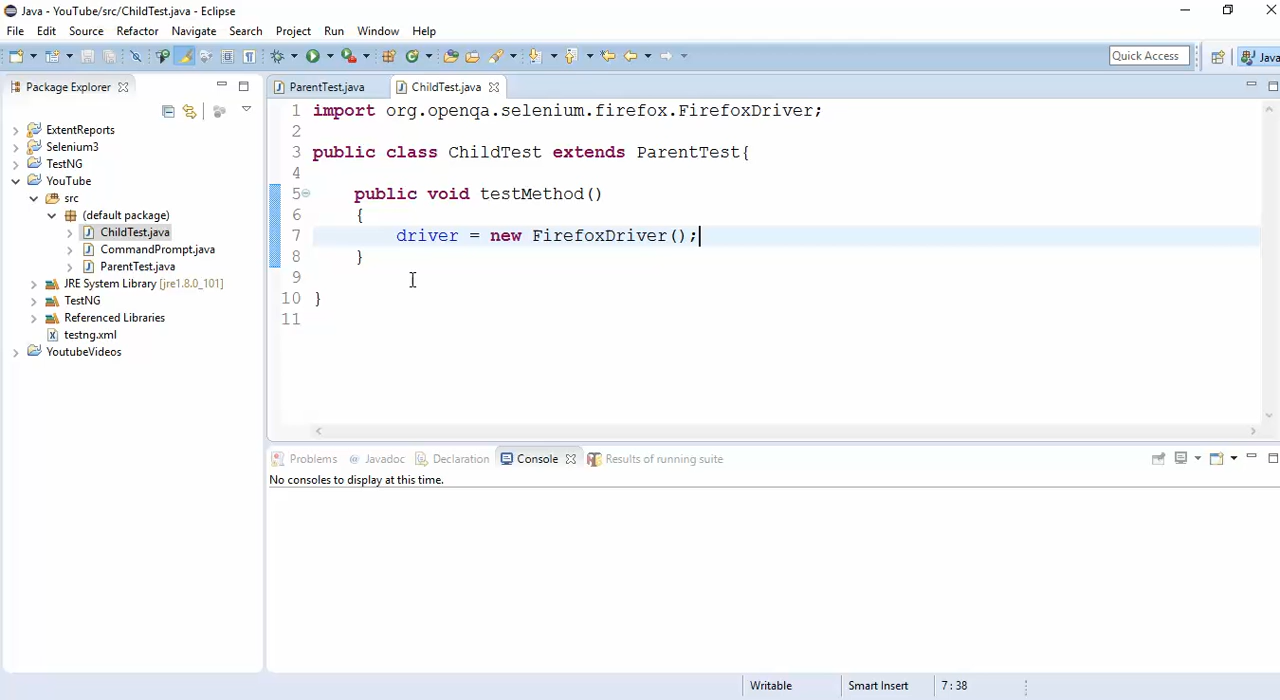 Java - YouTube/src/ChildTest.java - Eclipse
File Edit Source Refactor Navigate Search Project Run Window Help
Quick Access
Java
Package Explorer
ExtentReports
Selenium3
TestNG
YouTube
src
(default package)
ChildTest.java
CommandPrompt.java
ParentTest.java
JRE System Library [jre1.8.0_101]
TestNG
Referenced Libraries
testng.xml
YoutubeVideos
ParentTest.java ChildTest.java
1 import org.openqa.selenium.firefox.FirefoxDriver;
2
3 public class ChildTest extends ParentTest{
4
5 public void testMethod()
6 {
7 driver = new FirefoxDriver();
8 }
9
10 }
11
Problems @ Javadoc Declaration Console Results of running suite
No consoles to display at this time.
Writable Smart Insert 7 : 38